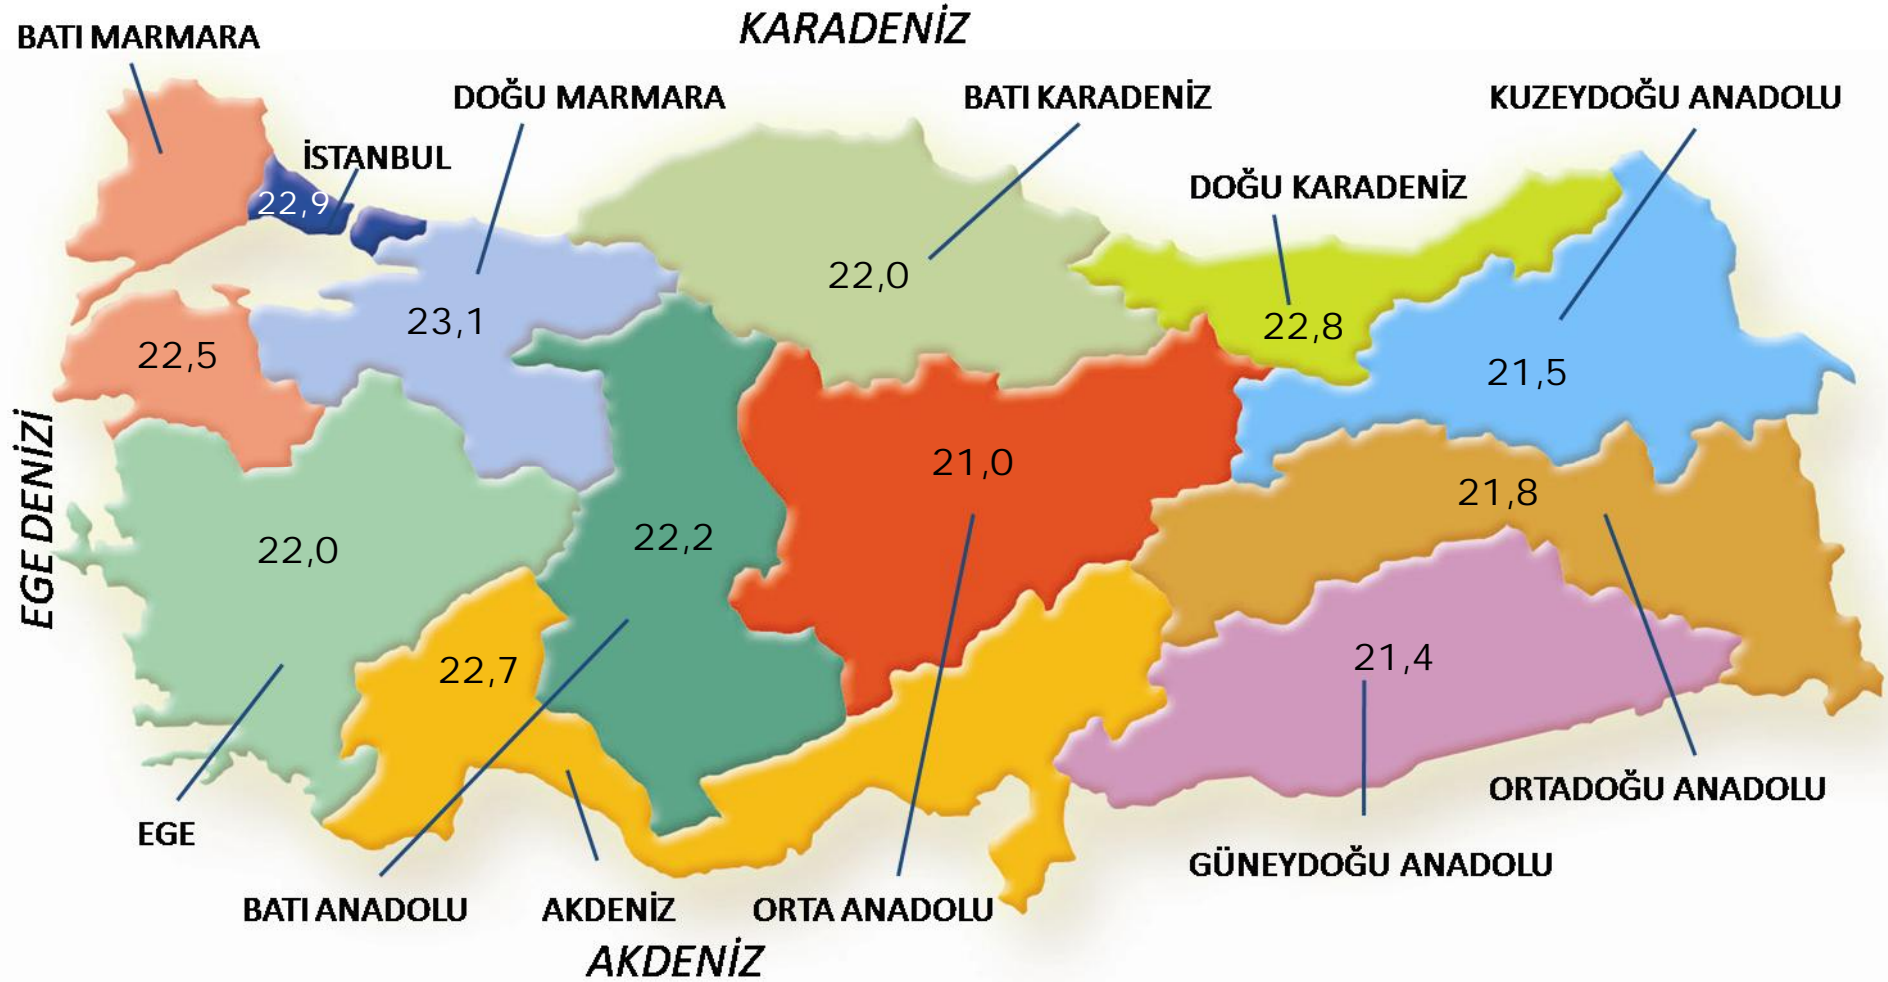 KARADENİZ
BATI MARMARA
DOĞU MARMARA
BATI KARADENİZ
KUZEYDOĞU ANADOLU
İSTANBUL
DOĞU KARADENİZ
22,9
22,0
23,1
22,8
22,5
21,5
EGE DENİZİ
21,0
21,8
22,0
22,2
22,7
21,4
ORTADOĞU ANADOLU
EGE
GÜNEYDOĞU ANADOLU
BATI ANADOLU
AKDENİZ
ORTA ANADOLU
AKDENİZ